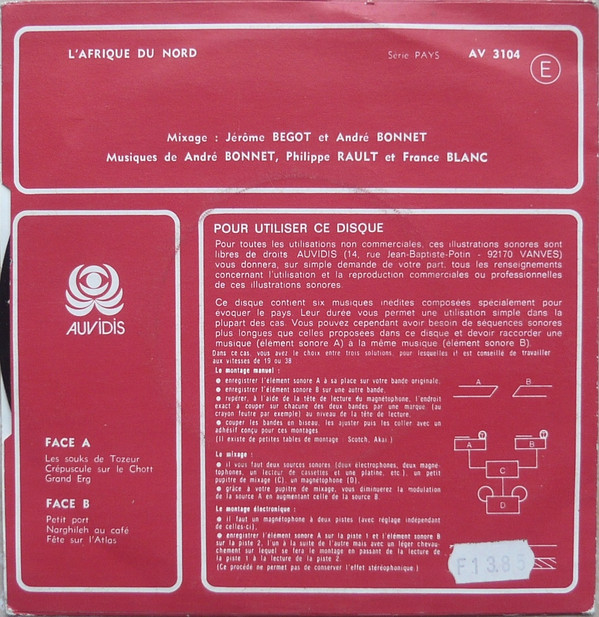 L'AFRIQUE DU NORD
Série PAYS AV 3104
E
Mixage : Jérôme BEGOT et André BONNET
Musiques de André BONNET, Philippe RAULT et France BLANC
AUVIDIS
FACE A
Les souks de Tozeur
Crépuscule sur le Chott
Grand Erg
FACE B
Petit port
Narghileh au café
Fête sur l'Atlas
POUR UTILISER CE DISQUE
Pour toutes les utilisations non commerciales, ces illustrations sonores sont
libres de droits AUVIDIS (14, rue Jean-Baptiste-Potin - 92170 VANVES)
vous donnera, sur simple demande de votre part, tous les renseignements
concernant l'utilisation et la reproduction commerciales ou professionnelles
de ces illustrations sonores.
Ce disque contient six musiques inédites composées spécialement pour
évoquer le pays. Leur durée vous permet une utilisation simple dans la
plupart des cas. Vous pouvez cependant avoir besoin de séquences sonores
plus longues que celles proposées dans ce disque et devoir raccorder une
musique (élément sonore A) à la même musique (élément sonore B).
Dans ce cas, vous avez le choix entre trois solutions, pour lesquelles il est conseillé de travailler
aux vitesses de 19 ou 38
Le montage manuel :
● enregistrer l'élément sonore A à sa place sur votre bande originale.
● enregistrer l'élément sonore B sur une autre bande.
● repérer, à l'aide de la tête de lecture du magnétophone, l'endroit
exact à couper sur chacune des deux bandes par une marque, (au
crayon feutre par exemple) au niveau de la tête de lecture.
● couper les bandes en biseau, les ajuster puis les coller avec un
adhésif conçu pour ces montages
(Il existe de petites tables de montage : Scotch, Akai.)
Le mixage :
● il vous faut deux sources sonores (deux électrophones, deux magné-
tophones, un lecteur de cassettes et une platine, etc.), un petit
pupitre de mixage (C), un magnétophone (D),
● grâce à votre pupitre de mixage, vous diminuerez la modulation
de la source A en augmentant celle de la source B.
Le montage électronique :
● il faut un magnétophone à deux pistes (avec réglage indépendant
de celles-ci),
● enregistrer l'élément sonore A sur la piste 1 et l'élément sonore B
sur la piste 2, l'un à la suite de l'autre mais avec un léger chevau-
chement sur lequel se fera le montage en passant de la lecture de
la piste 1 à la lecture de la piste 2.
(Ce procédé ne permet pas de conserver l'effet stéréophonique.)
A B
A B
C
D
F13.85